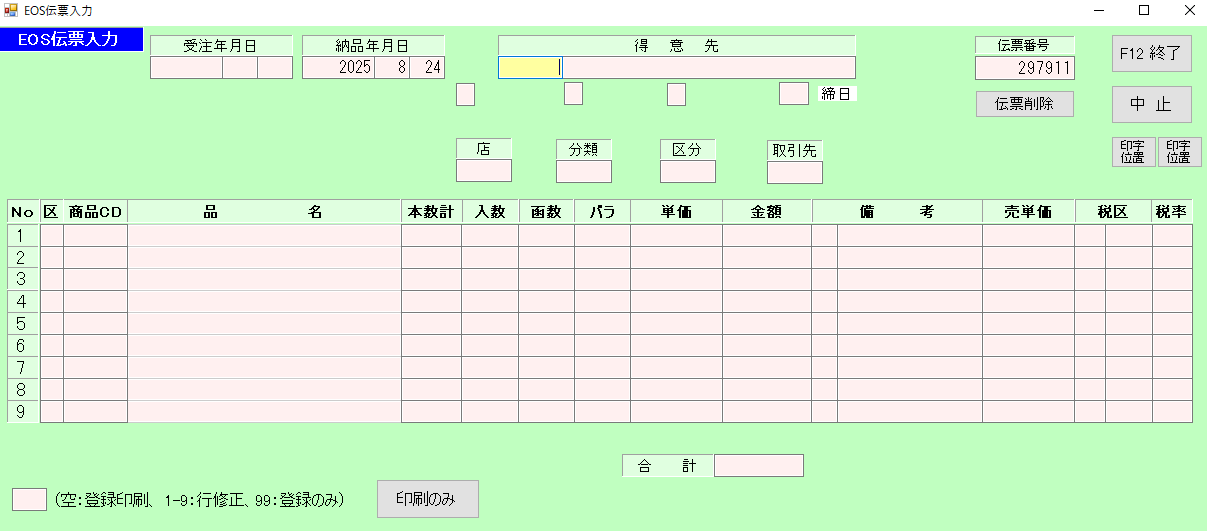 EOS伝票入力
EOS伝票入力
受注年月日 納品年月日 得 意 先 伝票番号 F12 終了
2025 8 24 297911
締日 伝票削除 中 止
店 分類 区分 取引先 印字位置 印字位置
No 区 商品CD 品 名 本数計 入数 函数 バラ 単価 金額 備 考 売単価 税区 税率
1
2
3
4
5
6
7
8
9
合 計
(空:登録印刷、 1-9:行修正、99:登録のみ) 印刷のみ